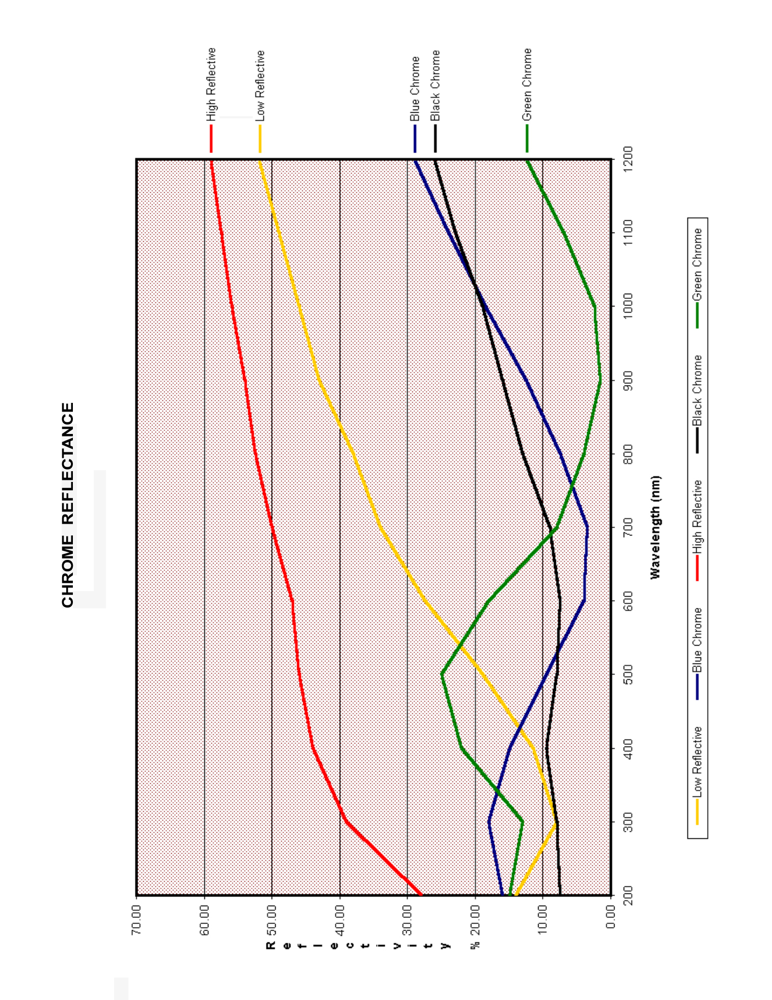 CHROME REFLECTANCE
70.00
60.00
50.00
40.00
30.00
20.00
10.00
0.00
Reflectivity %
200 300 400 500 600 700 800 900 1000 1100 1200
Wavelength (nm)
High Reflective
Low Reflective
Blue Chrome
Black Chrome
Green Chrome
Low Reflective Blue Chrome High Reflective Black Chrome Green Chrome